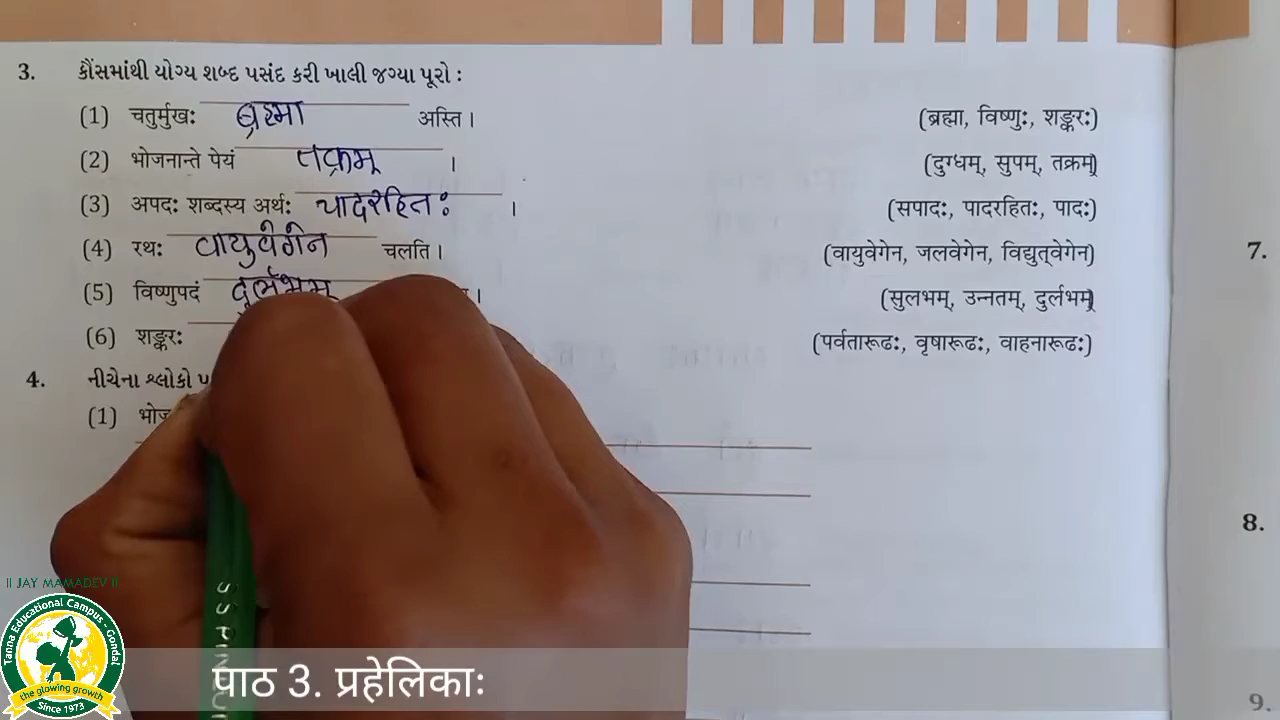 3. કૌંસમાંથી યોગ્ય શબ્દ પસંદ કરી ખાલી જગ્યા પૂરો :
(1) चतुर्मुखः ब्रह्मा अस्ति । (ब्रह्मा, विष्णुः, शङ्करः)
(2) भोजनान्ते पेयं तक्रम् । (दुग्धम्, सुपम्, तक्रम्)
(3) अपदः शब्दस्य अर्थः पादरहितः । (सपादः, पादरहितः, पादः)
(4) रथः वायुवेगेन चलति । (वायुवेगेन, जलवेगेन, विद्युत्‌वेगेन)
(5) विष्णुपदं दुर्लभम् । (सुलभम्, उन्नतम्, दुर्लभम्)
(6) शङ्करः (पर्वतारूढः, वृषारूढः, वाहनारूढः)
4. નીચેના શ્લોકો
(1)
7.
8.
9.
|| JAY MAMADEV ||
Tanna Educational Campus - Gondal
the glowing growth
Since 1973
પાઠ 3. प्रहेलिकाः